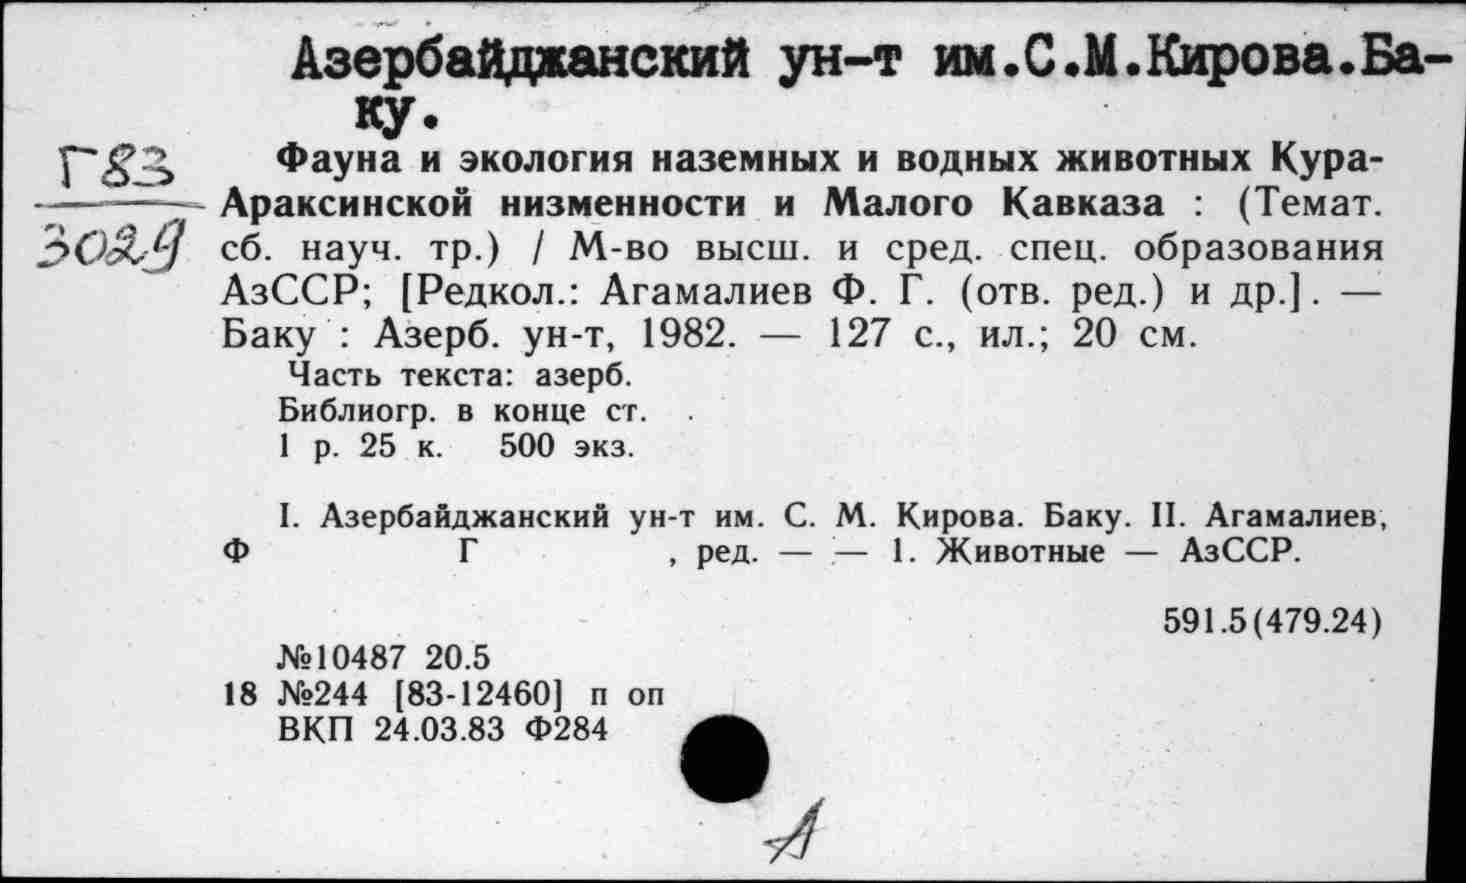 Азербайджанский ун-т им.С.М.Кирова.Ба-
ку.
Г83
Фауна и экология наземных и водных животных Кура-
Араксинской низменности и Малого Кавказа : (Темат.
сб. науч. тр.) / М-во высш. и сред. спец. образования
АзССР; [Редкол.: Агамалиев Ф. Г. (отв. ред.) и др.]. —
Баку : Азерб. ун-т, 1982. — 127 с., ил.; 20 см.
Часть текста: азерб.
Библиогр. в конце ст.
1 р. 25 к. 500 экз.
I. Азербайджанский ун-т им. С. М. Кирова. Баку. II. Агамалиев,
Ф Г , ред. — — 1. Животные — АзССР.
591.5(479.24)
№10487 20.5
18 №244 [83-12460] п оп
ВКП 24.03.83 Ф284
А